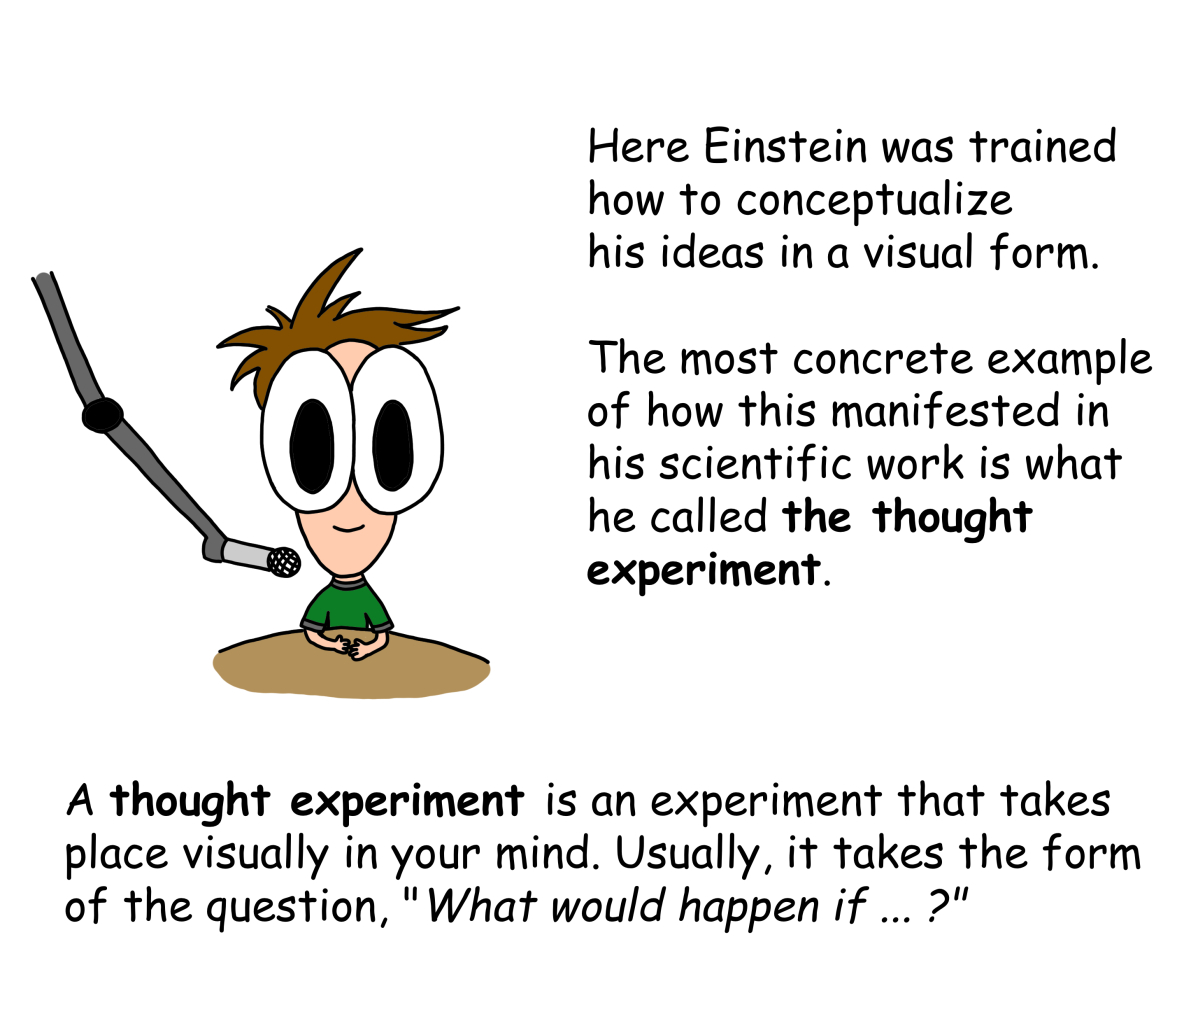 Here Einstein was trained
how to conceptualize
his ideas in a visual form.
The most concrete example
of how this manifested in
his scientific work is what
he called the thought
experiment.
A thought experiment is an experiment that takes
place visually in your mind. Usually, it takes the form
of the question, "What would happen if ... ?"